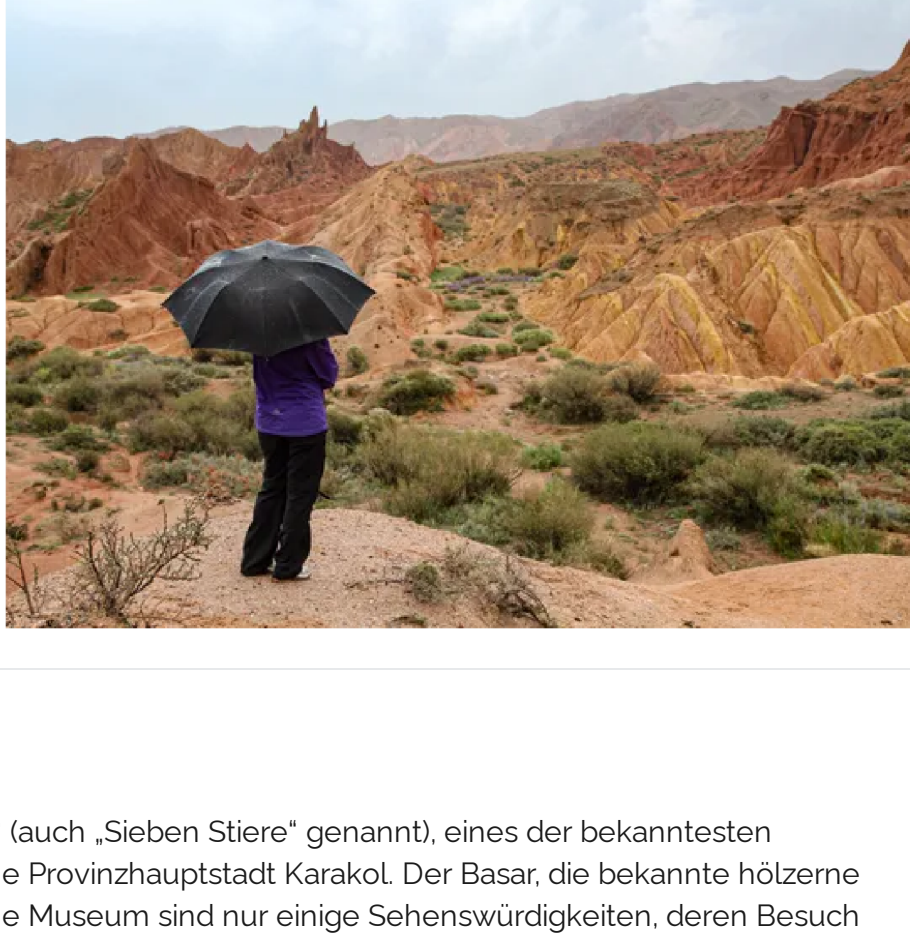 (auch „Sieben Stiere“ genannt), eines der bekanntesten
e Provinzhauptstadt Karakol. Der Basar, die bekannte hölzerne
e Museum sind nur einige Sehenswürdigkeiten, deren Besuch